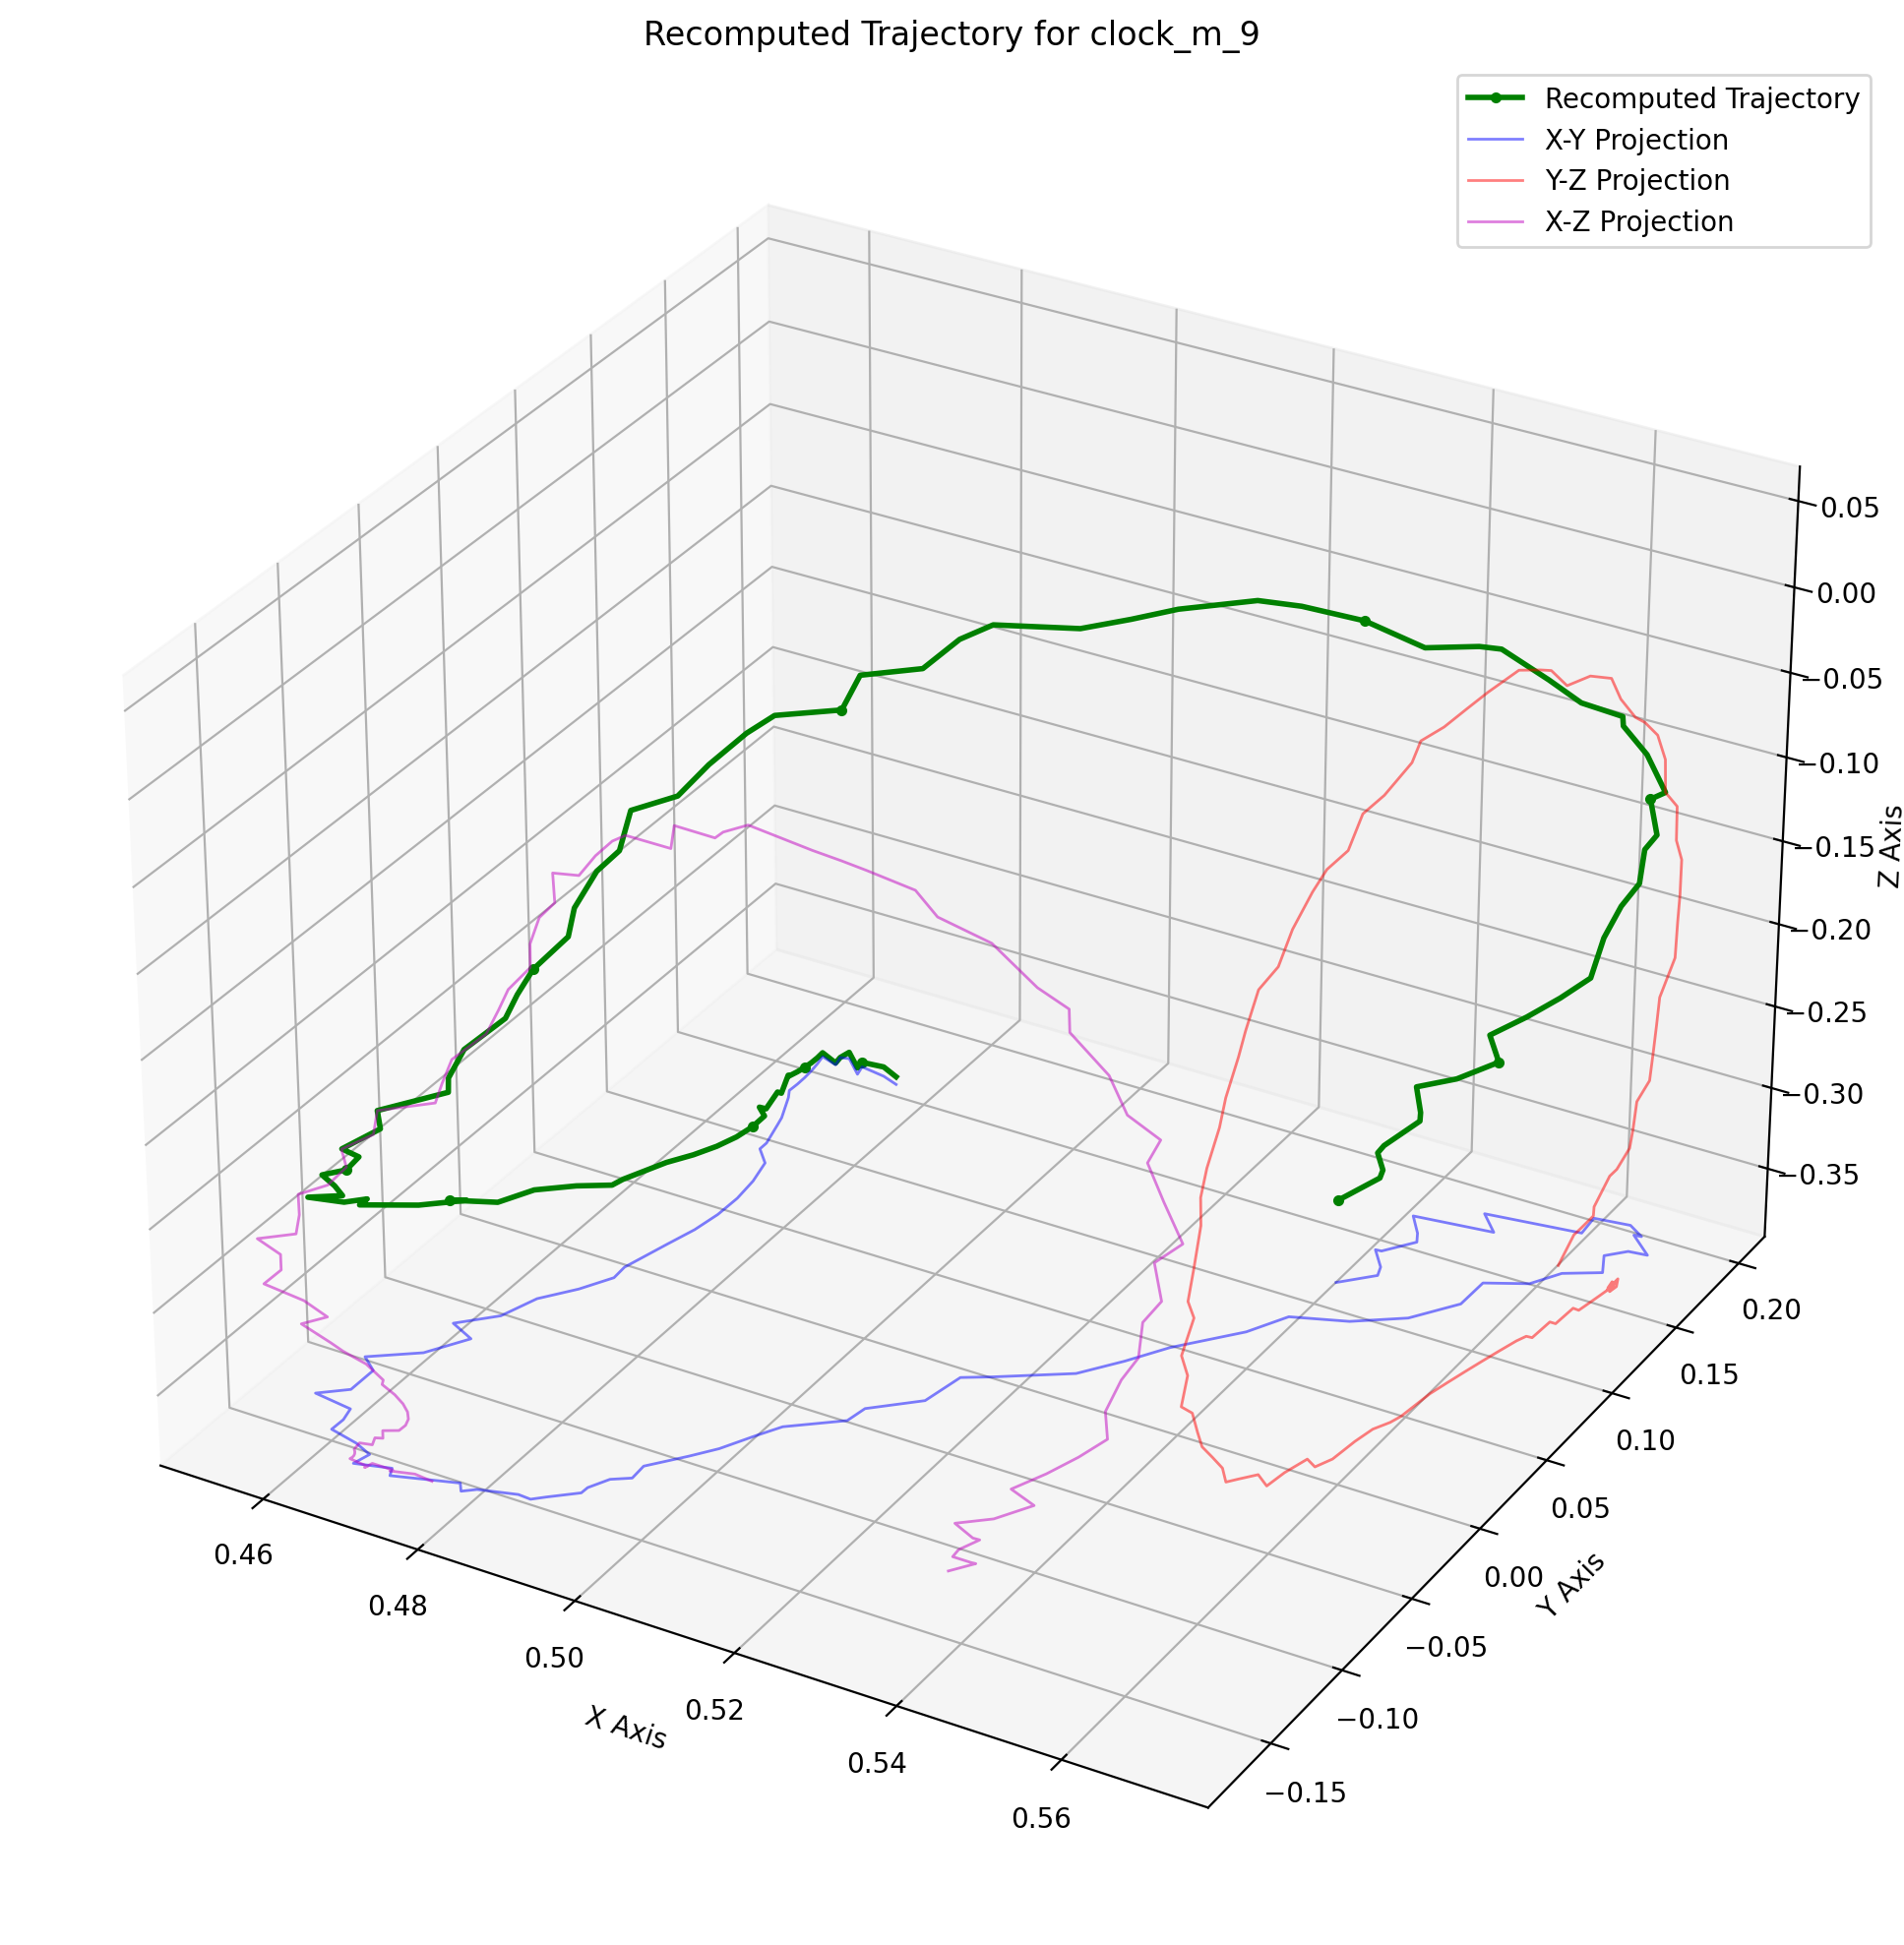 Recomputed Trajectory for clock_m_9
Recomputed Trajectory
X-Y Projection
Y-Z Projection
X-Z Projection
0.05
0.00
−0.05
−0.10
−0.15
−0.20
−0.25
−0.30
−0.35
Z Axis
0.20
0.15
0.10
0.05
0.00
−0.05
−0.10
−0.15
Y Axis
0.46
0.48
0.50
0.52
0.54
0.56
X Axis